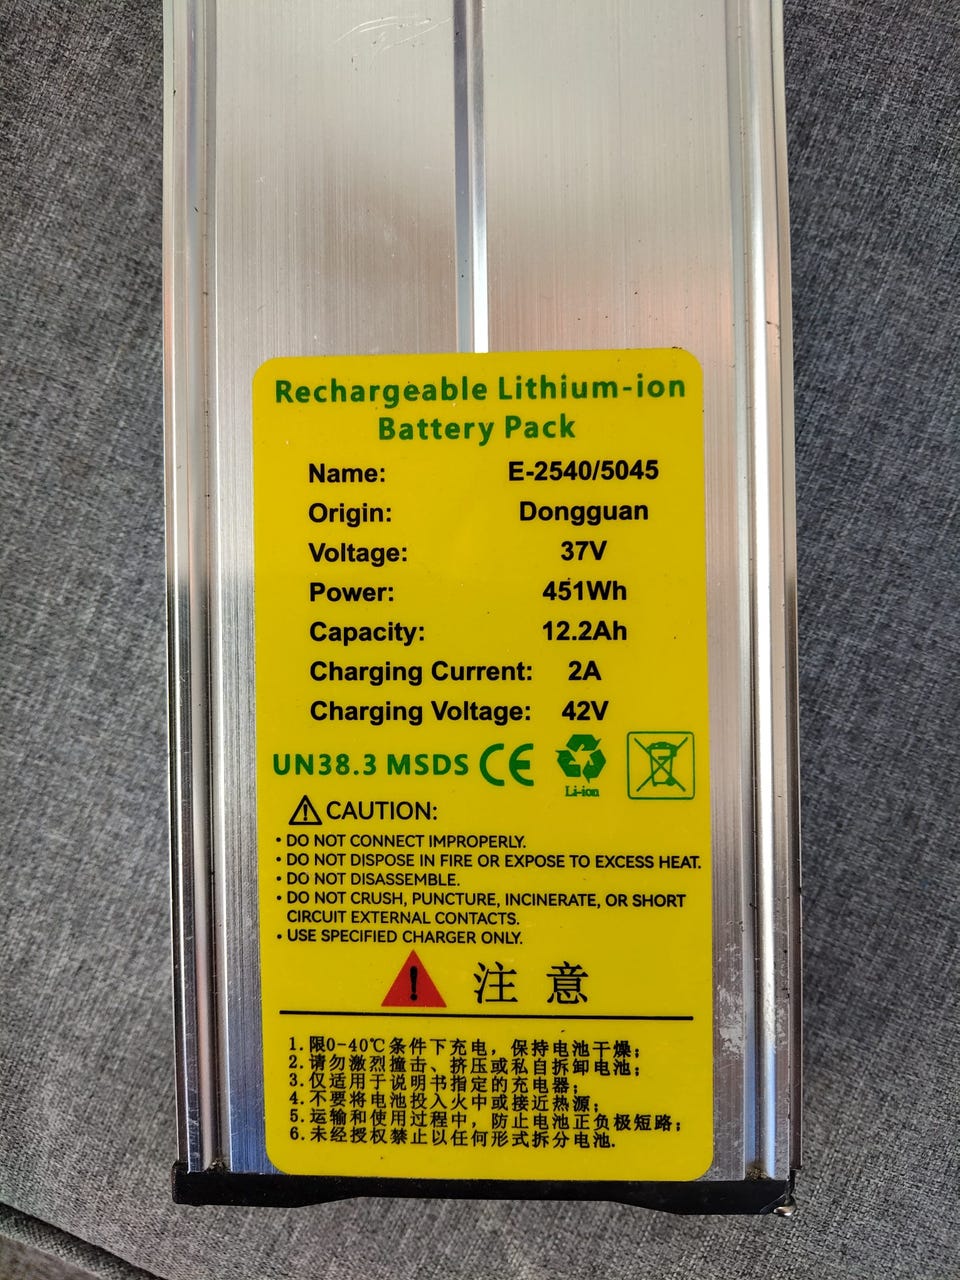 Rechargeable Lithium-ion
Battery Pack
Name: E-2540/5045
Origin: Dongguan
Voltage: 37V
Power: 451Wh
Capacity: 12.2Ah
Charging Current: 2A
Charging Voltage: 42V
UN38.3 MSDS CE
Li-ion
CAUTION:
• DO NOT CONNECT IMPROPERLY.
• DO NOT DISPOSE IN FIRE OR EXPOSE TO EXCESS HEAT.
• DO NOT DISASSEMBLE.
• DO NOT CRUSH, PUNCTURE, INCINERATE, OR SHORT
CIRCUIT EXTERNAL CONTACTS.
• USE SPECIFIED CHARGER ONLY.
注意
1.限0-40℃条件下充电，保持电池干燥；
2.请勿激烈撞击、挤压或私自拆卸电池；
3.仅适用于说明书指定的充电器；
4.不要将电池投入火中或接近热源；
5.运输和使用过程中，防止电池正负极短路；
6.未经授权禁止以任何形式拆分电池.